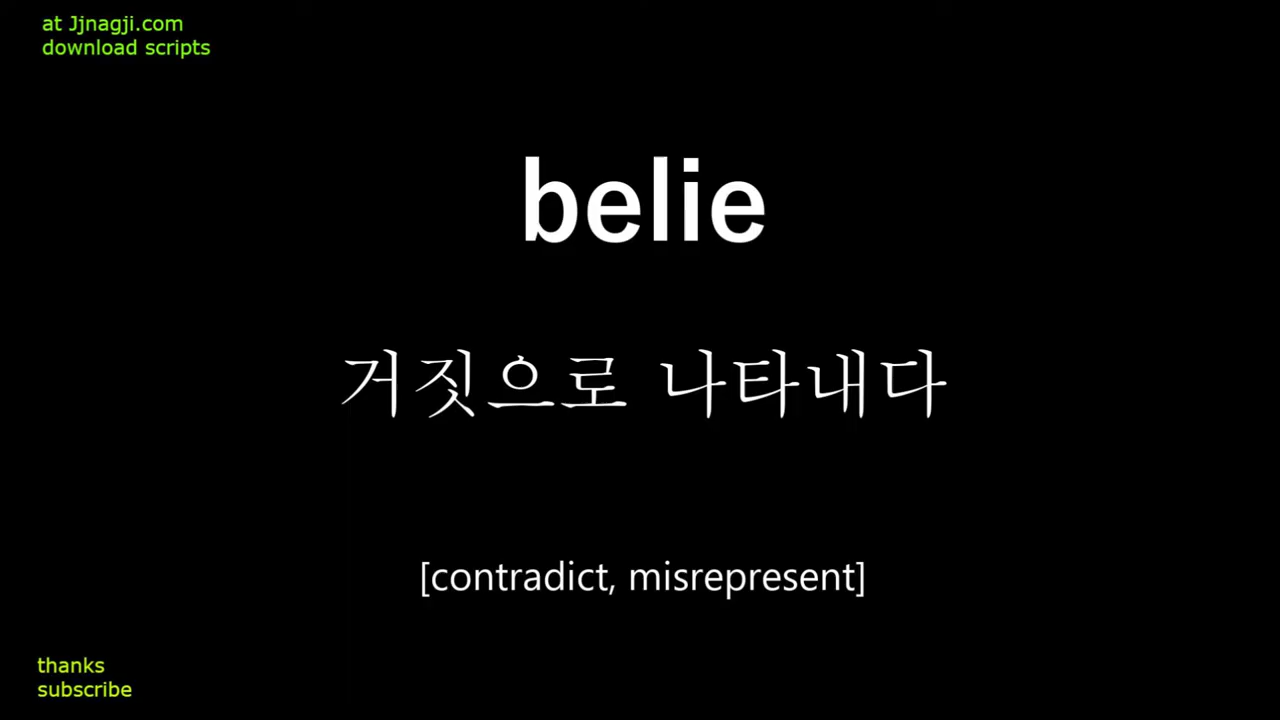 at Jjnagji.com
download scripts
belie
거짓으로 나타내다
[contradict, misrepresent]
thanks
subscribe